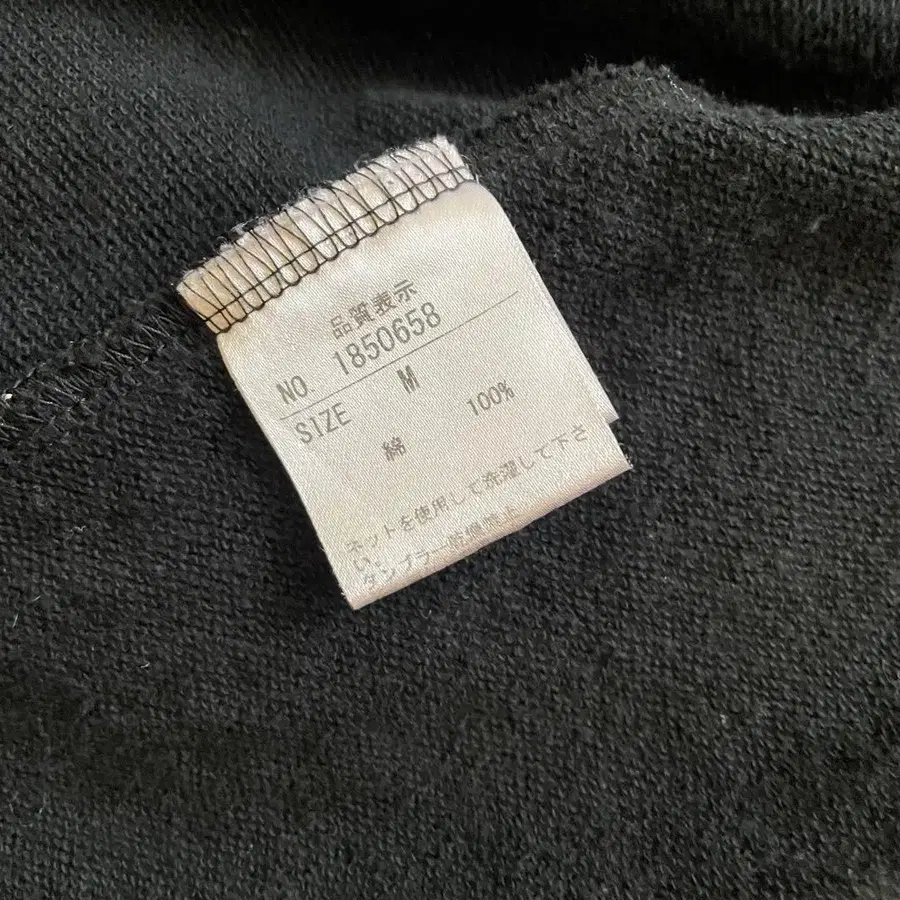 品質表示
NO. 1850658
SIZE M
綿 100%
ネットを使用して洗濯して下さ
い。
タンブラー乾燥禁止